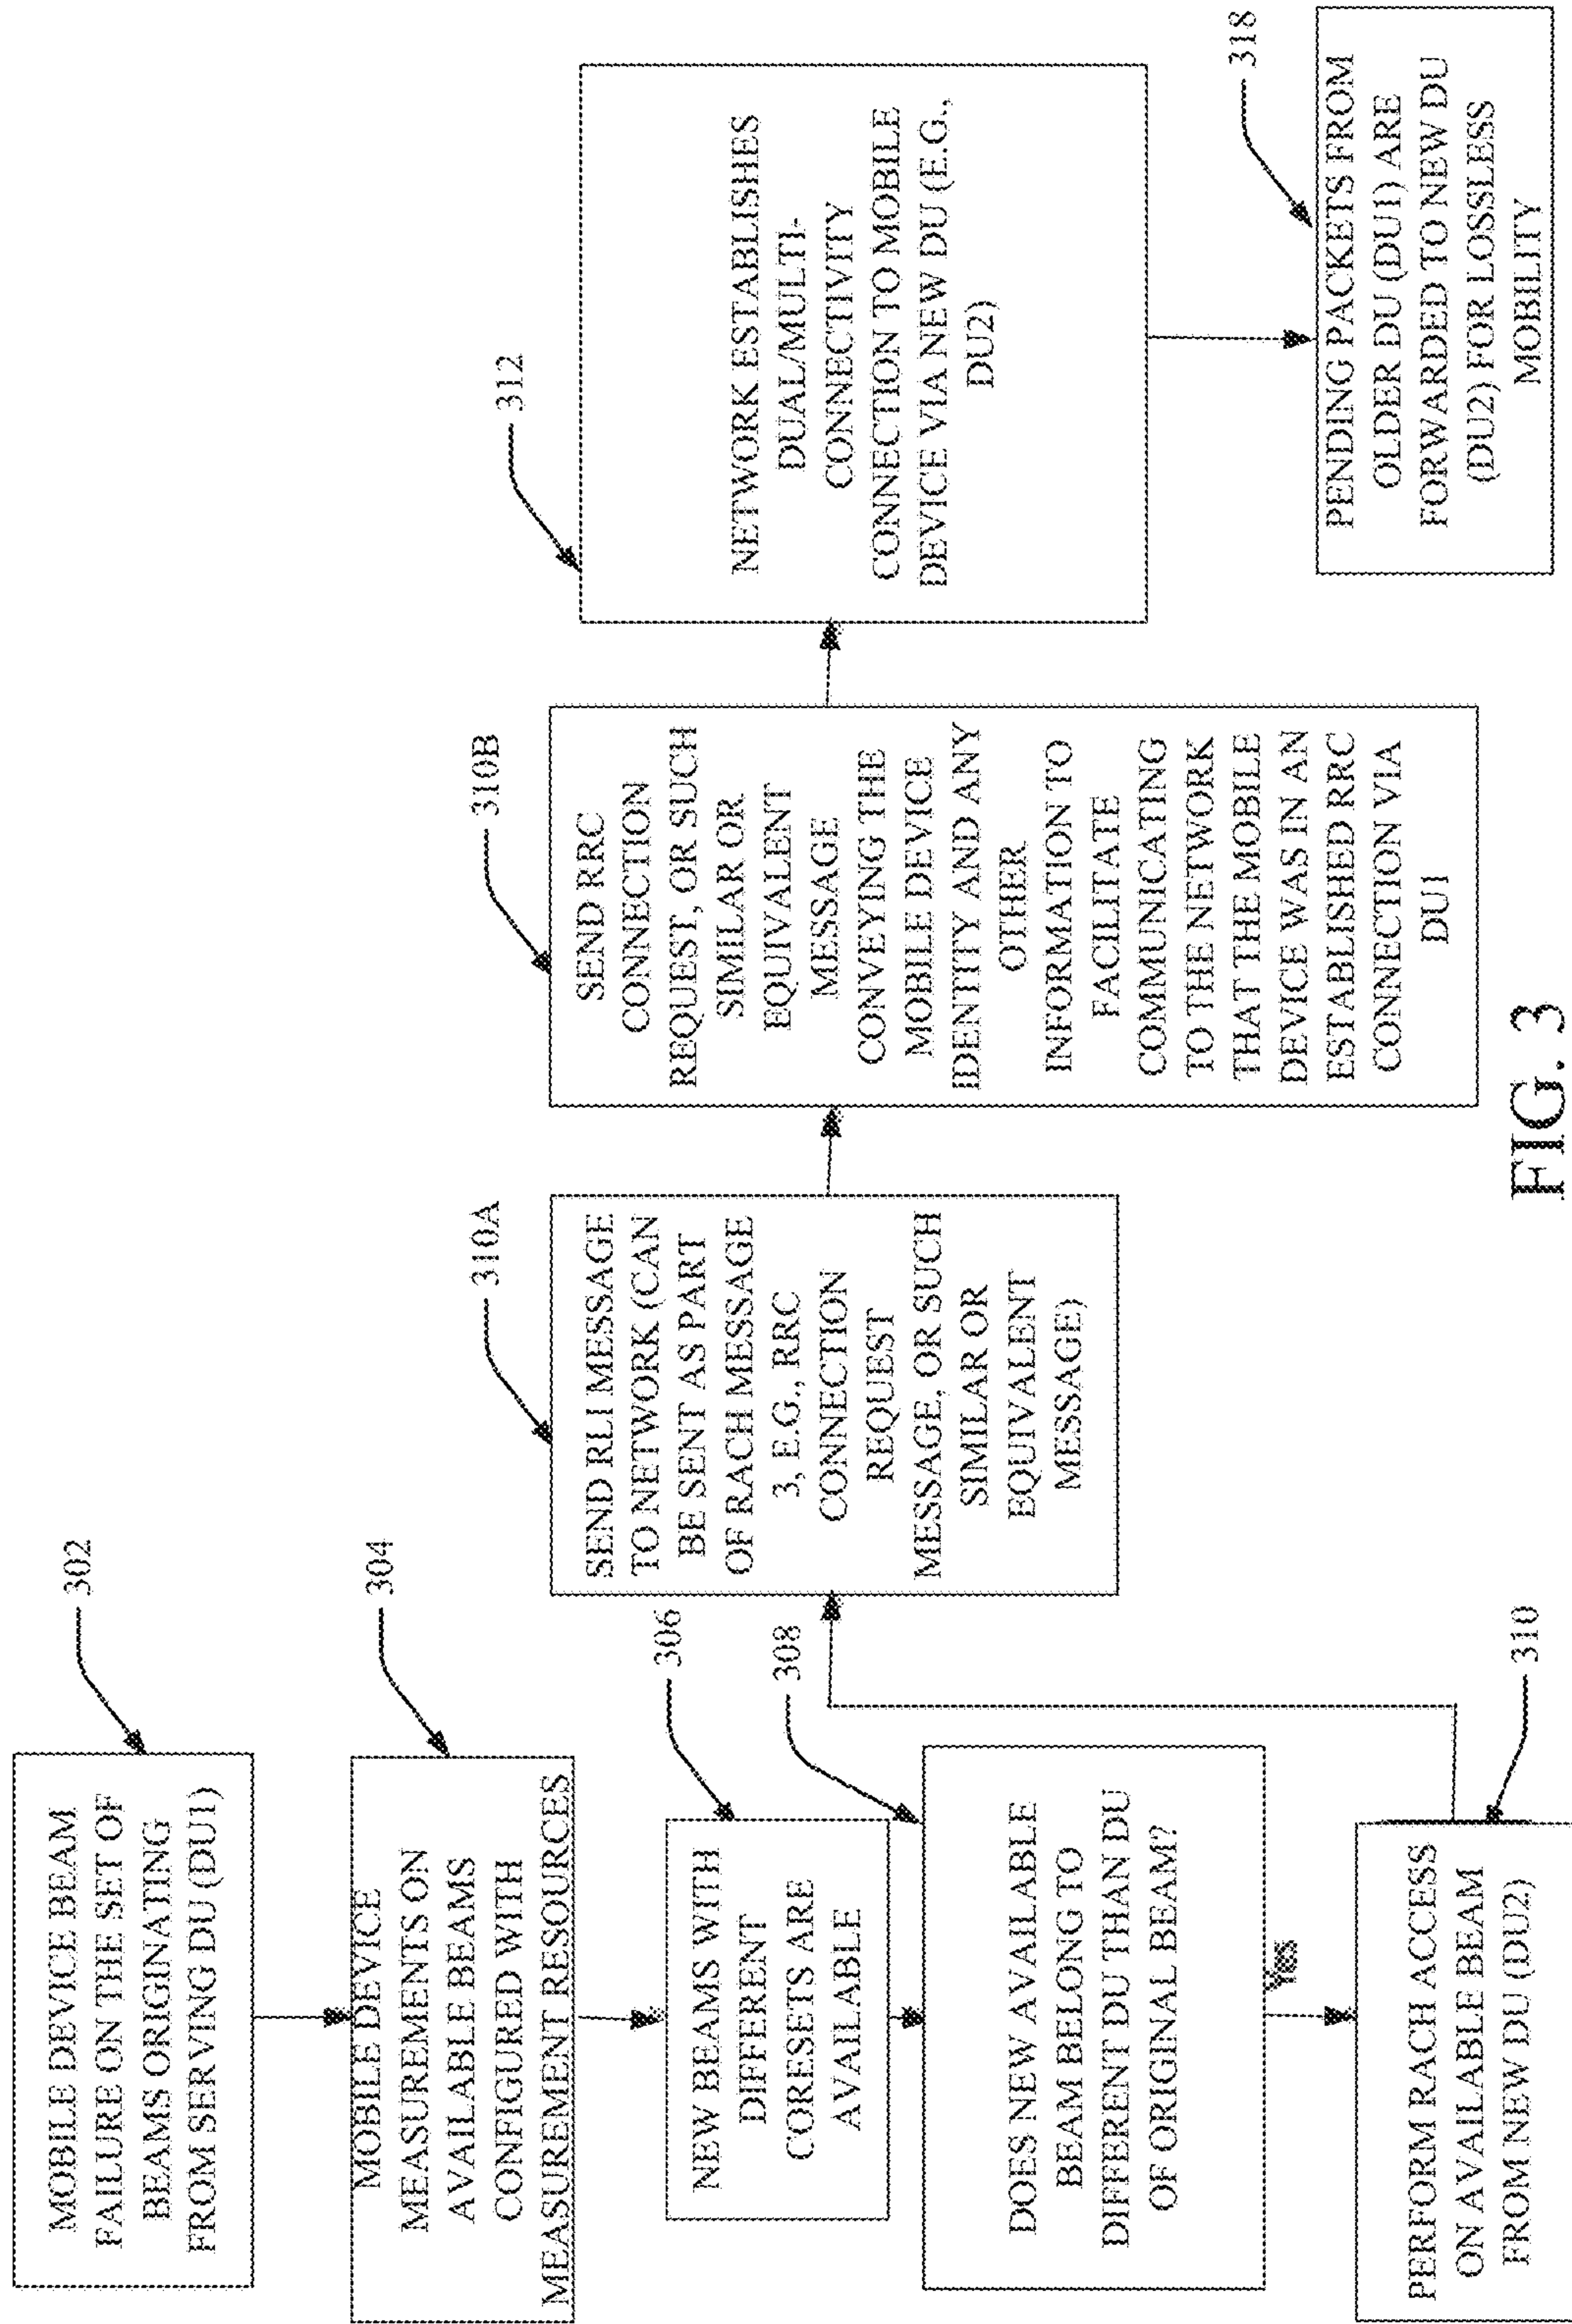 302
MOBILE DEVICE BEAM
FAILURE ON THE SET OF
BEAMS ORIGINATING
FROM SERVING DU (DU1)
304
MOBILE DEVICE
MEASUREMENTS ON
AVAILABLE BEAMS
CONFIGURED WITH
MEASUREMENT RESOURCES
306
NEW BEAMS WITH
DIFFERENT
CORESETS ARE
AVAILABLE
308
DOES NEW AVAILABLE
BEAM BELONG TO
DIFFERENT DU THAN DU
OF ORIGINAL BEAM?
Yes
310
PERFORM RACH ACCESS
ON AVAILABLE BEAM
FROM NEW DU (DU2)
310A
SEND RLI MESSAGE
TO NETWORK (CAN
BE SENT AS PART
OF RACH MESSAGE
3, E.G., RRC
CONNECTION
REQUEST
MESSAGE, OR SUCH
SIMILAR OR
EQUIVALENT
MESSAGE)
310B
SEND RRC
CONNECTION
REQUEST, OR SUCH
SIMILAR OR
EQUIVALENT
MESSAGE
CONVEYING THE
MOBILE DEVICE
IDENTITY AND ANY
OTHER
INFORMATION TO
FACILITATE
COMMUNICATING
TO THE NETWORK
THAT THE MOBILE
DEVICE WAS IN AN
ESTABLISHED RRC
CONNECTION VIA
DU1
312
NETWORK ESTABLISHES
DUAL/MULTI-
CONNECTIVITY
CONNECTION TO MOBILE
DEVICE VIA NEW DU (E.G.,
DU2)
318
PENDING PACKETS FROM
OLDER DU (DU1) ARE
FORWARDED TO NEW DU
(DU2) FOR LOSSLESS
MOBILITY
FIG. 3